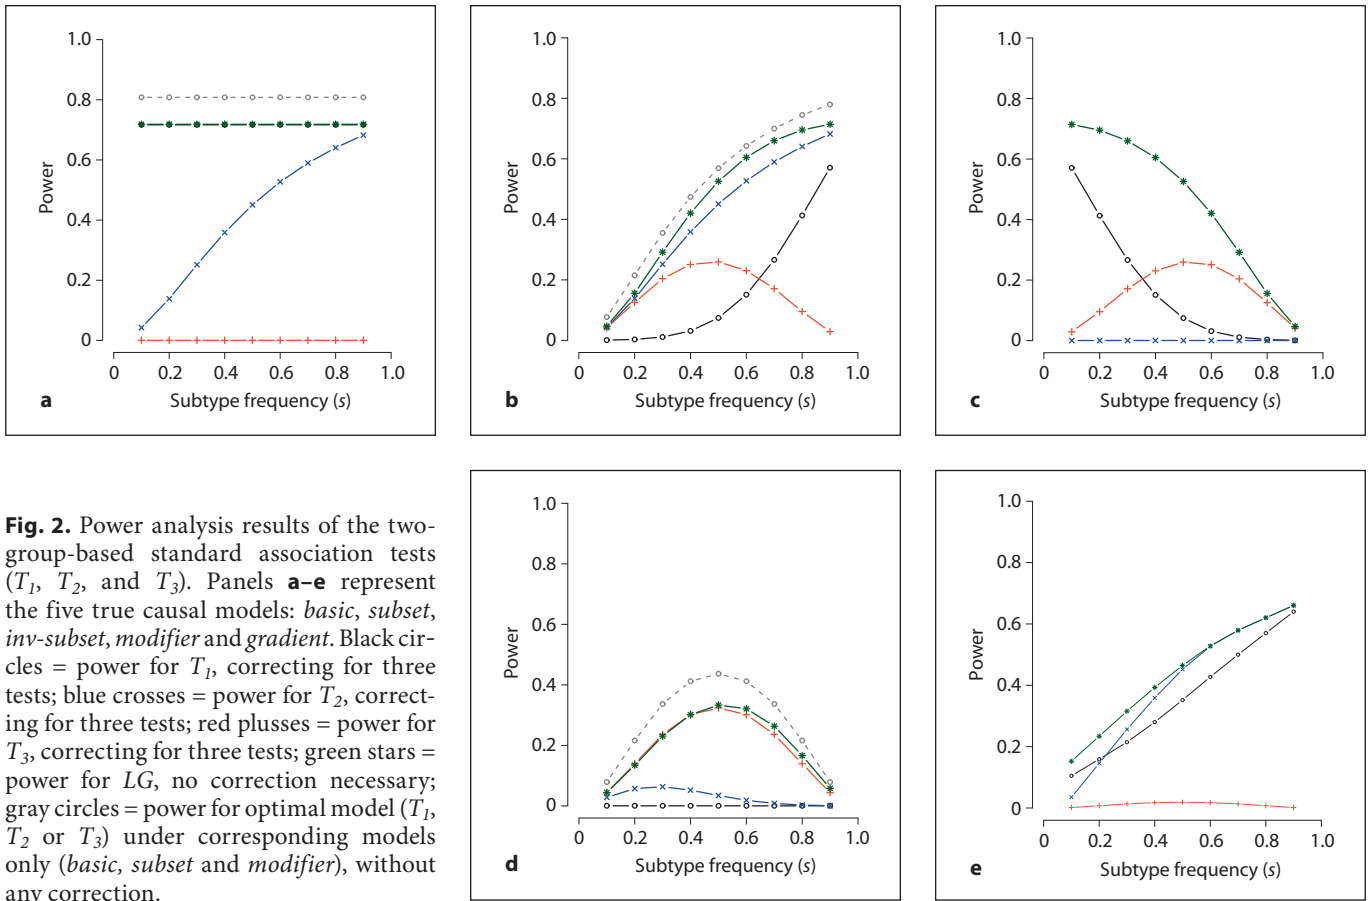 1.0
0.8
0.6
0.4
0.2
0
Power
0 0.2 0.4 0.6 0.8 1.0
a Subtype frequency (s)
1.0
0.8
0.6
0.4
0.2
0
Power
0 0.2 0.4 0.6 0.8 1.0
b Subtype frequency (s)
1.0
0.8
0.6
0.4
0.2
0
Power
0 0.2 0.4 0.6 0.8 1.0
c Subtype frequency (s)
Fig. 2. Power analysis results of the two-
group-based standard association tests
(T1, T2, and T3). Panels a–e represent
the five true causal models: basic, subset,
inv-subset, modifier and gradient. Black cir-
cles = power for T1, correcting for three
tests; blue crosses = power for T2, correct-
ing for three tests; red plusses = power for
T3, correcting for three tests; green stars =
power for LG, no correction necessary;
gray circles = power for optimal model (T1,
T2 or T3) under corresponding models
only (basic, subset and modifier), without
any correction.
1.0
0.8
0.6
0.4
0.2
0
Power
0 0.2 0.4 0.6 0.8 1.0
d Subtype frequency (s)
1.0
0.8
0.6
0.4
0.2
0
Power
0 0.2 0.4 0.6 0.8 1.0
e Subtype frequency (s)